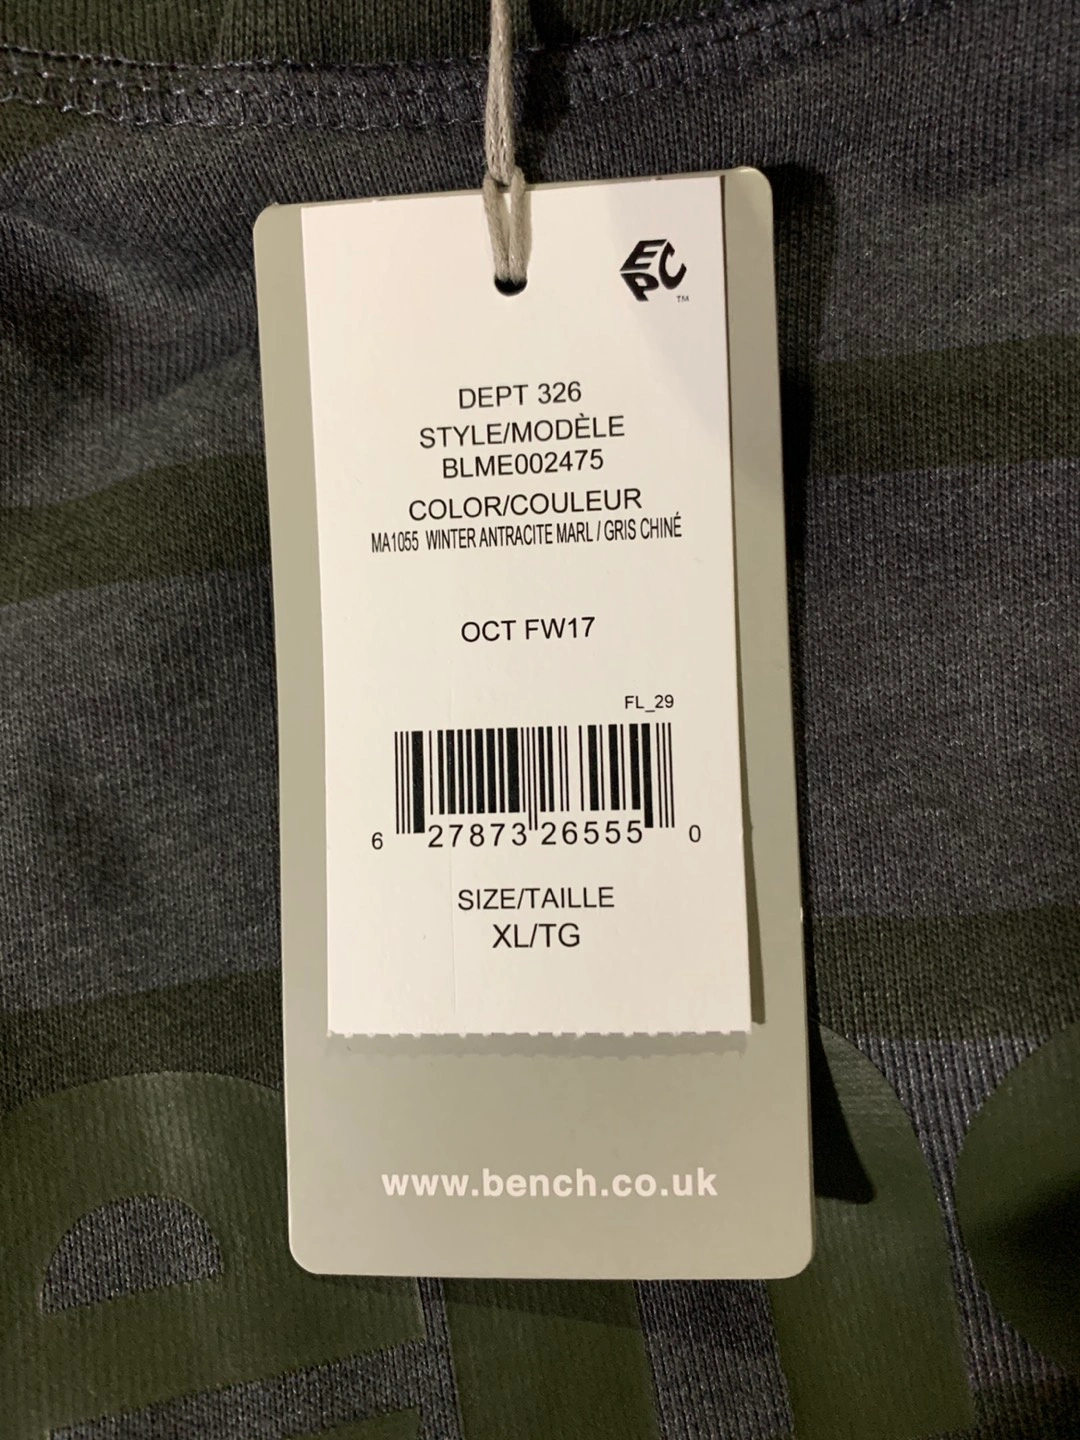 EPC™
DEPT 326
STYLE/MODÈLE
BLME002475
COLOR/COULEUR
MA1055 WINTER ANTRACITE MARL / GRIS CHINÉ
OCT FW17
FL_29
6 27873 26555 0
SIZE/TAILLE
XL/TG
www.bench.co.uk